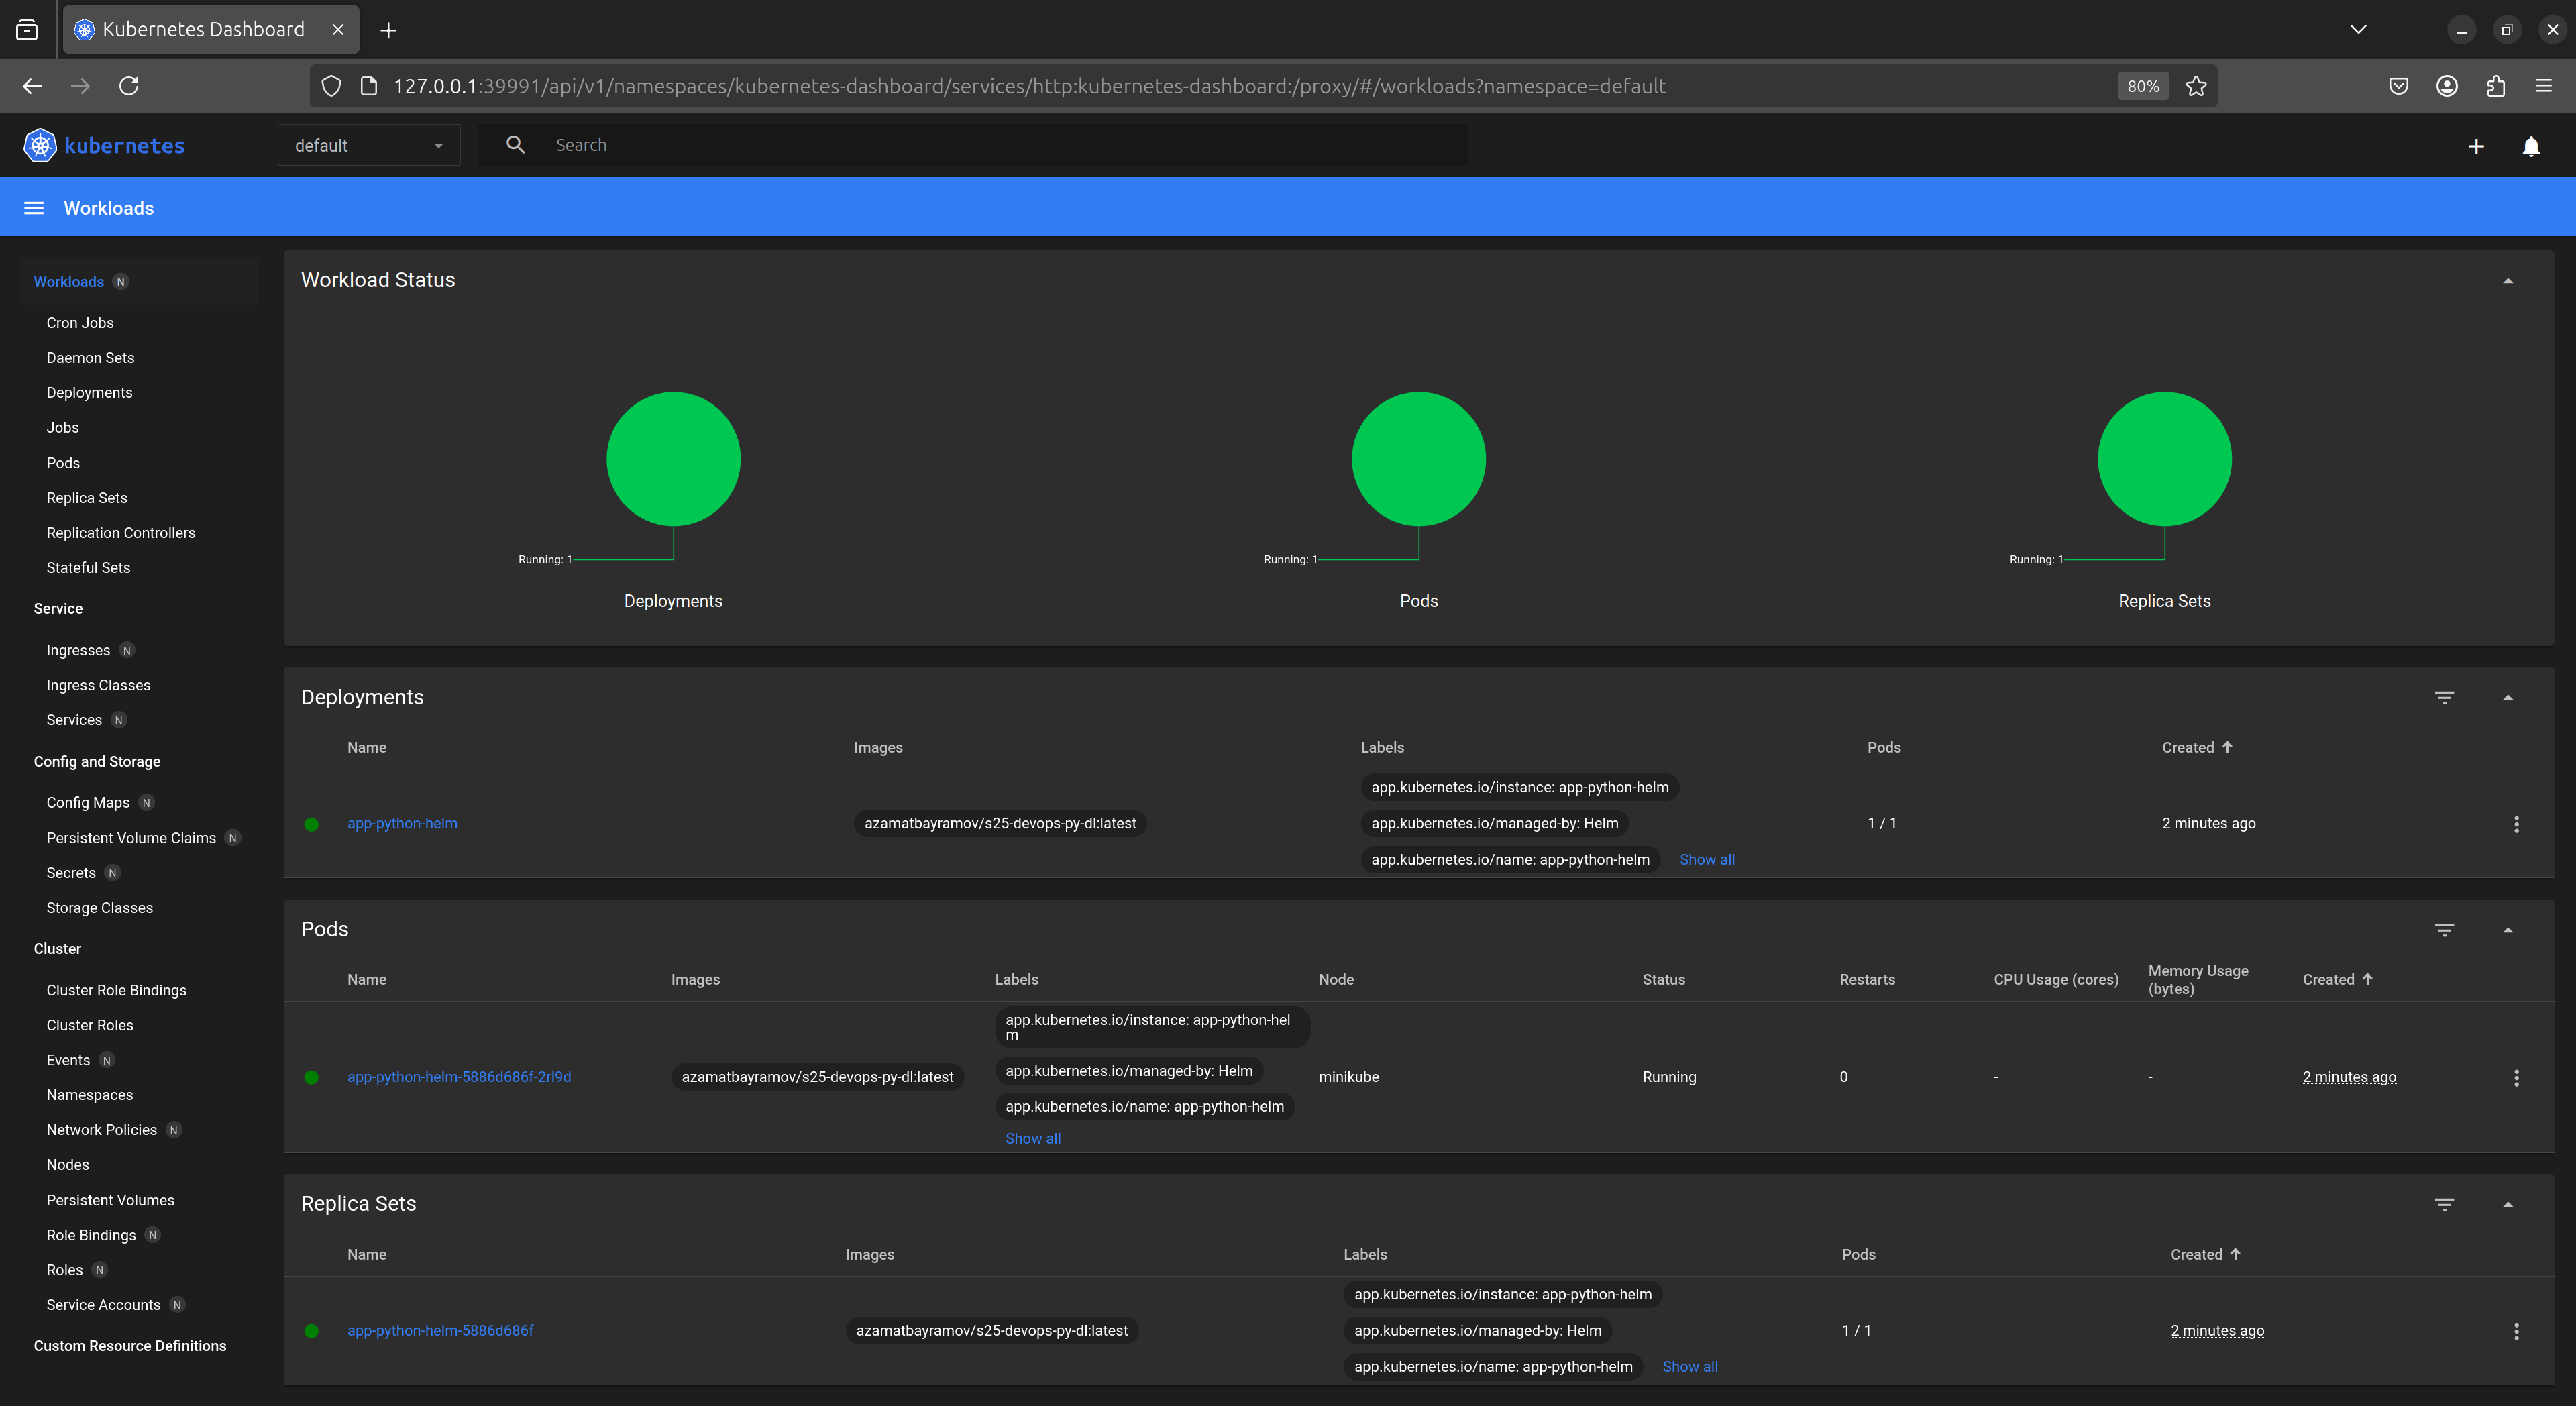 Kubernetes Dashboard
127.0.0.1:39991/api/v1/namespaces/kubernetes-dashboard/services/http:kubernetes-dashboard:/proxy/#/workloads?namespace=default
80%
kubernetes
default
Search
Workloads
Workloads N
Cron Jobs
Daemon Sets
Deployments
Jobs
Pods
Replica Sets
Replication Controllers
Stateful Sets
Service
Ingresses N
Ingress Classes
Services N
Config and Storage
Config Maps N
Persistent Volume Claims N
Secrets N
Storage Classes
Cluster
Cluster Role Bindings
Cluster Roles
Events N
Namespaces
Network Policies N
Nodes
Persistent Volumes
Role Bindings N
Roles N
Service Accounts N
Custom Resource Definitions
Workload Status
Running: 1
Deployments
Running: 1
Pods
Running: 1
Replica Sets
Deployments
Name Images Labels Pods Created
app-python-helm
azamatbayramov/s25-devops-py-dl:latest
app.kubernetes.io/instance: app-python-helm
app.kubernetes.io/managed-by: Helm
app.kubernetes.io/name: app-python-helm Show all
1 / 1
2 minutes ago
Pods
Name Images Labels Node Status Restarts CPU Usage (cores) Memory Usage
(bytes) Created
app-python-helm-5886d686f-2rl9d
azamatbayramov/s25-devops-py-dl:latest
app.kubernetes.io/instance: app-python-hel
m
app.kubernetes.io/managed-by: Helm
app.kubernetes.io/name: app-python-helm
Show all
minikube
Running
0
-
-
2 minutes ago
Replica Sets
Name Images Labels Pods Created
app-python-helm-5886d686f
azamatbayramov/s25-devops-py-dl:latest
app.kubernetes.io/instance: app-python-helm
app.kubernetes.io/managed-by: Helm
app.kubernetes.io/name: app-python-helm Show all
1 / 1
2 minutes ago